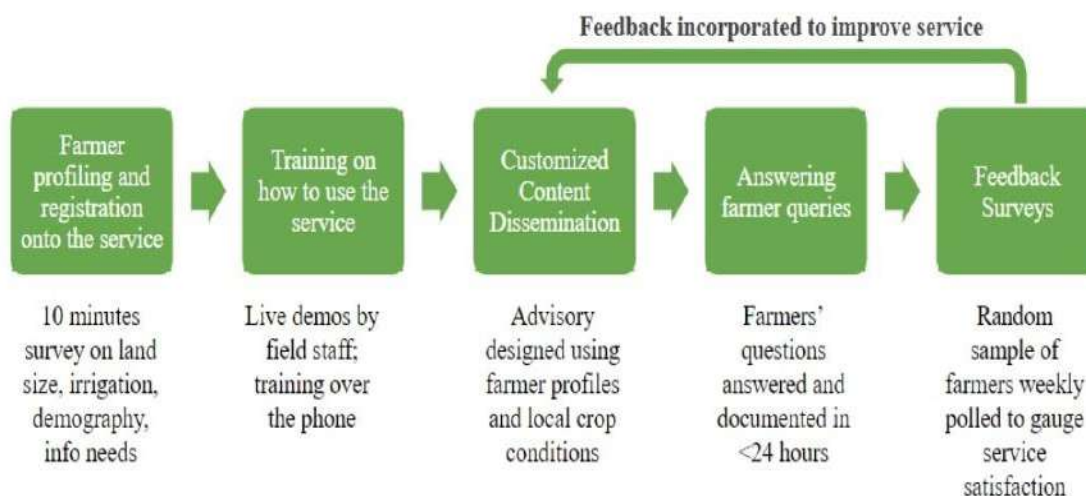 Feedback incorporated to improve service
Farmer
profiling and
registration
onto the service
Training on
how to use the
service
Customized
Content
Dissemination
Answering
farmer queries
Feedback
Surveys
10 minutes
survey on land
size, irrigation,
demography,
info needs
Live demos by
field staff;
training over
the phone
Advisory
designed using
farmer profiles
and local crop
conditions
Farmers’
questions
answered and
documented in
<24 hours
Random
sample of
farmers weekly
polled to gauge
service
satisfaction